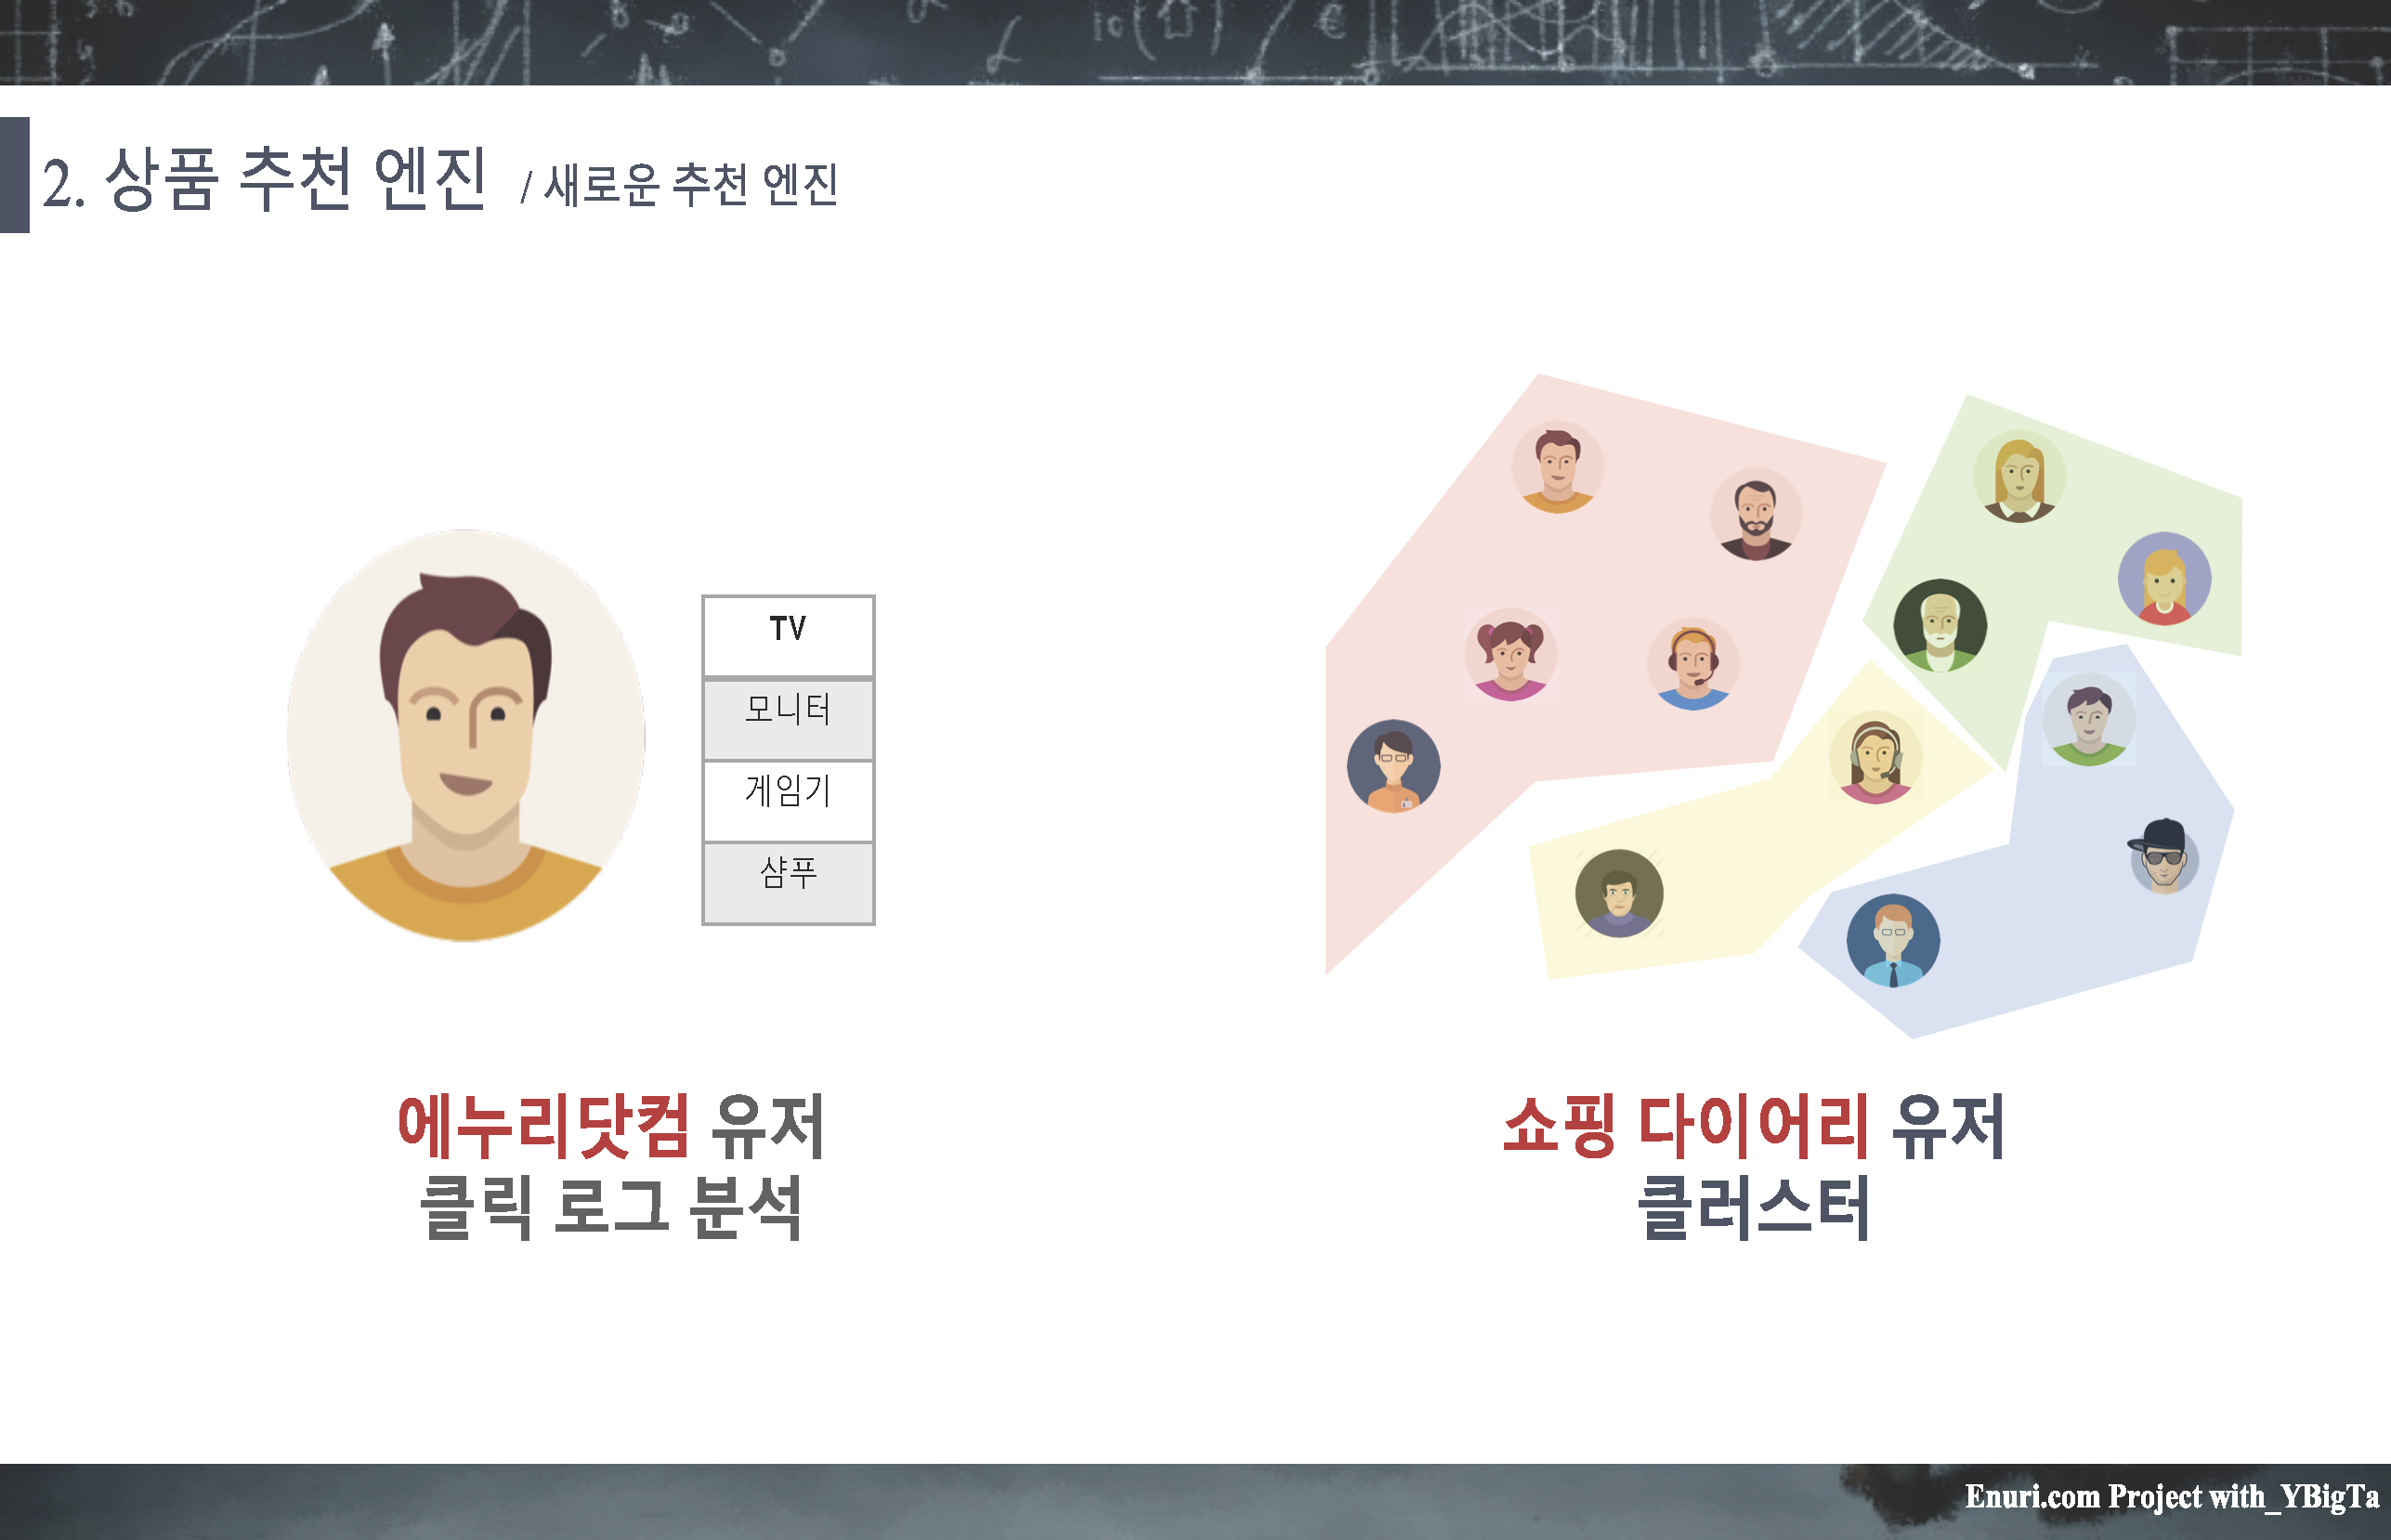 2. 상품 추천 엔진 / 새로운 추천 엔진
TV
모니터
게임기
샴푸
에누리닷컴 유저
클릭 로그 분석
쇼핑 다이어리 유저
클러스터
Enuri.com Project with_YBigTa